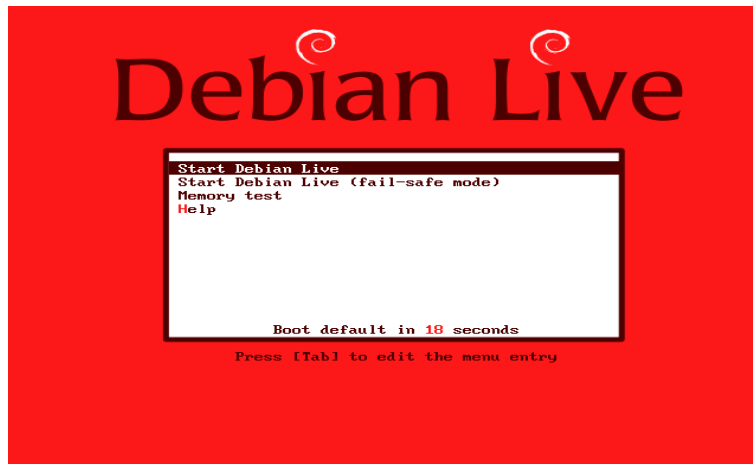 Debian Live
Start Debian Live
Start Debian Live (fail-safe mode)
Memory test
Help
Boot default in 18 seconds
Press [Tab] to edit the menu entry